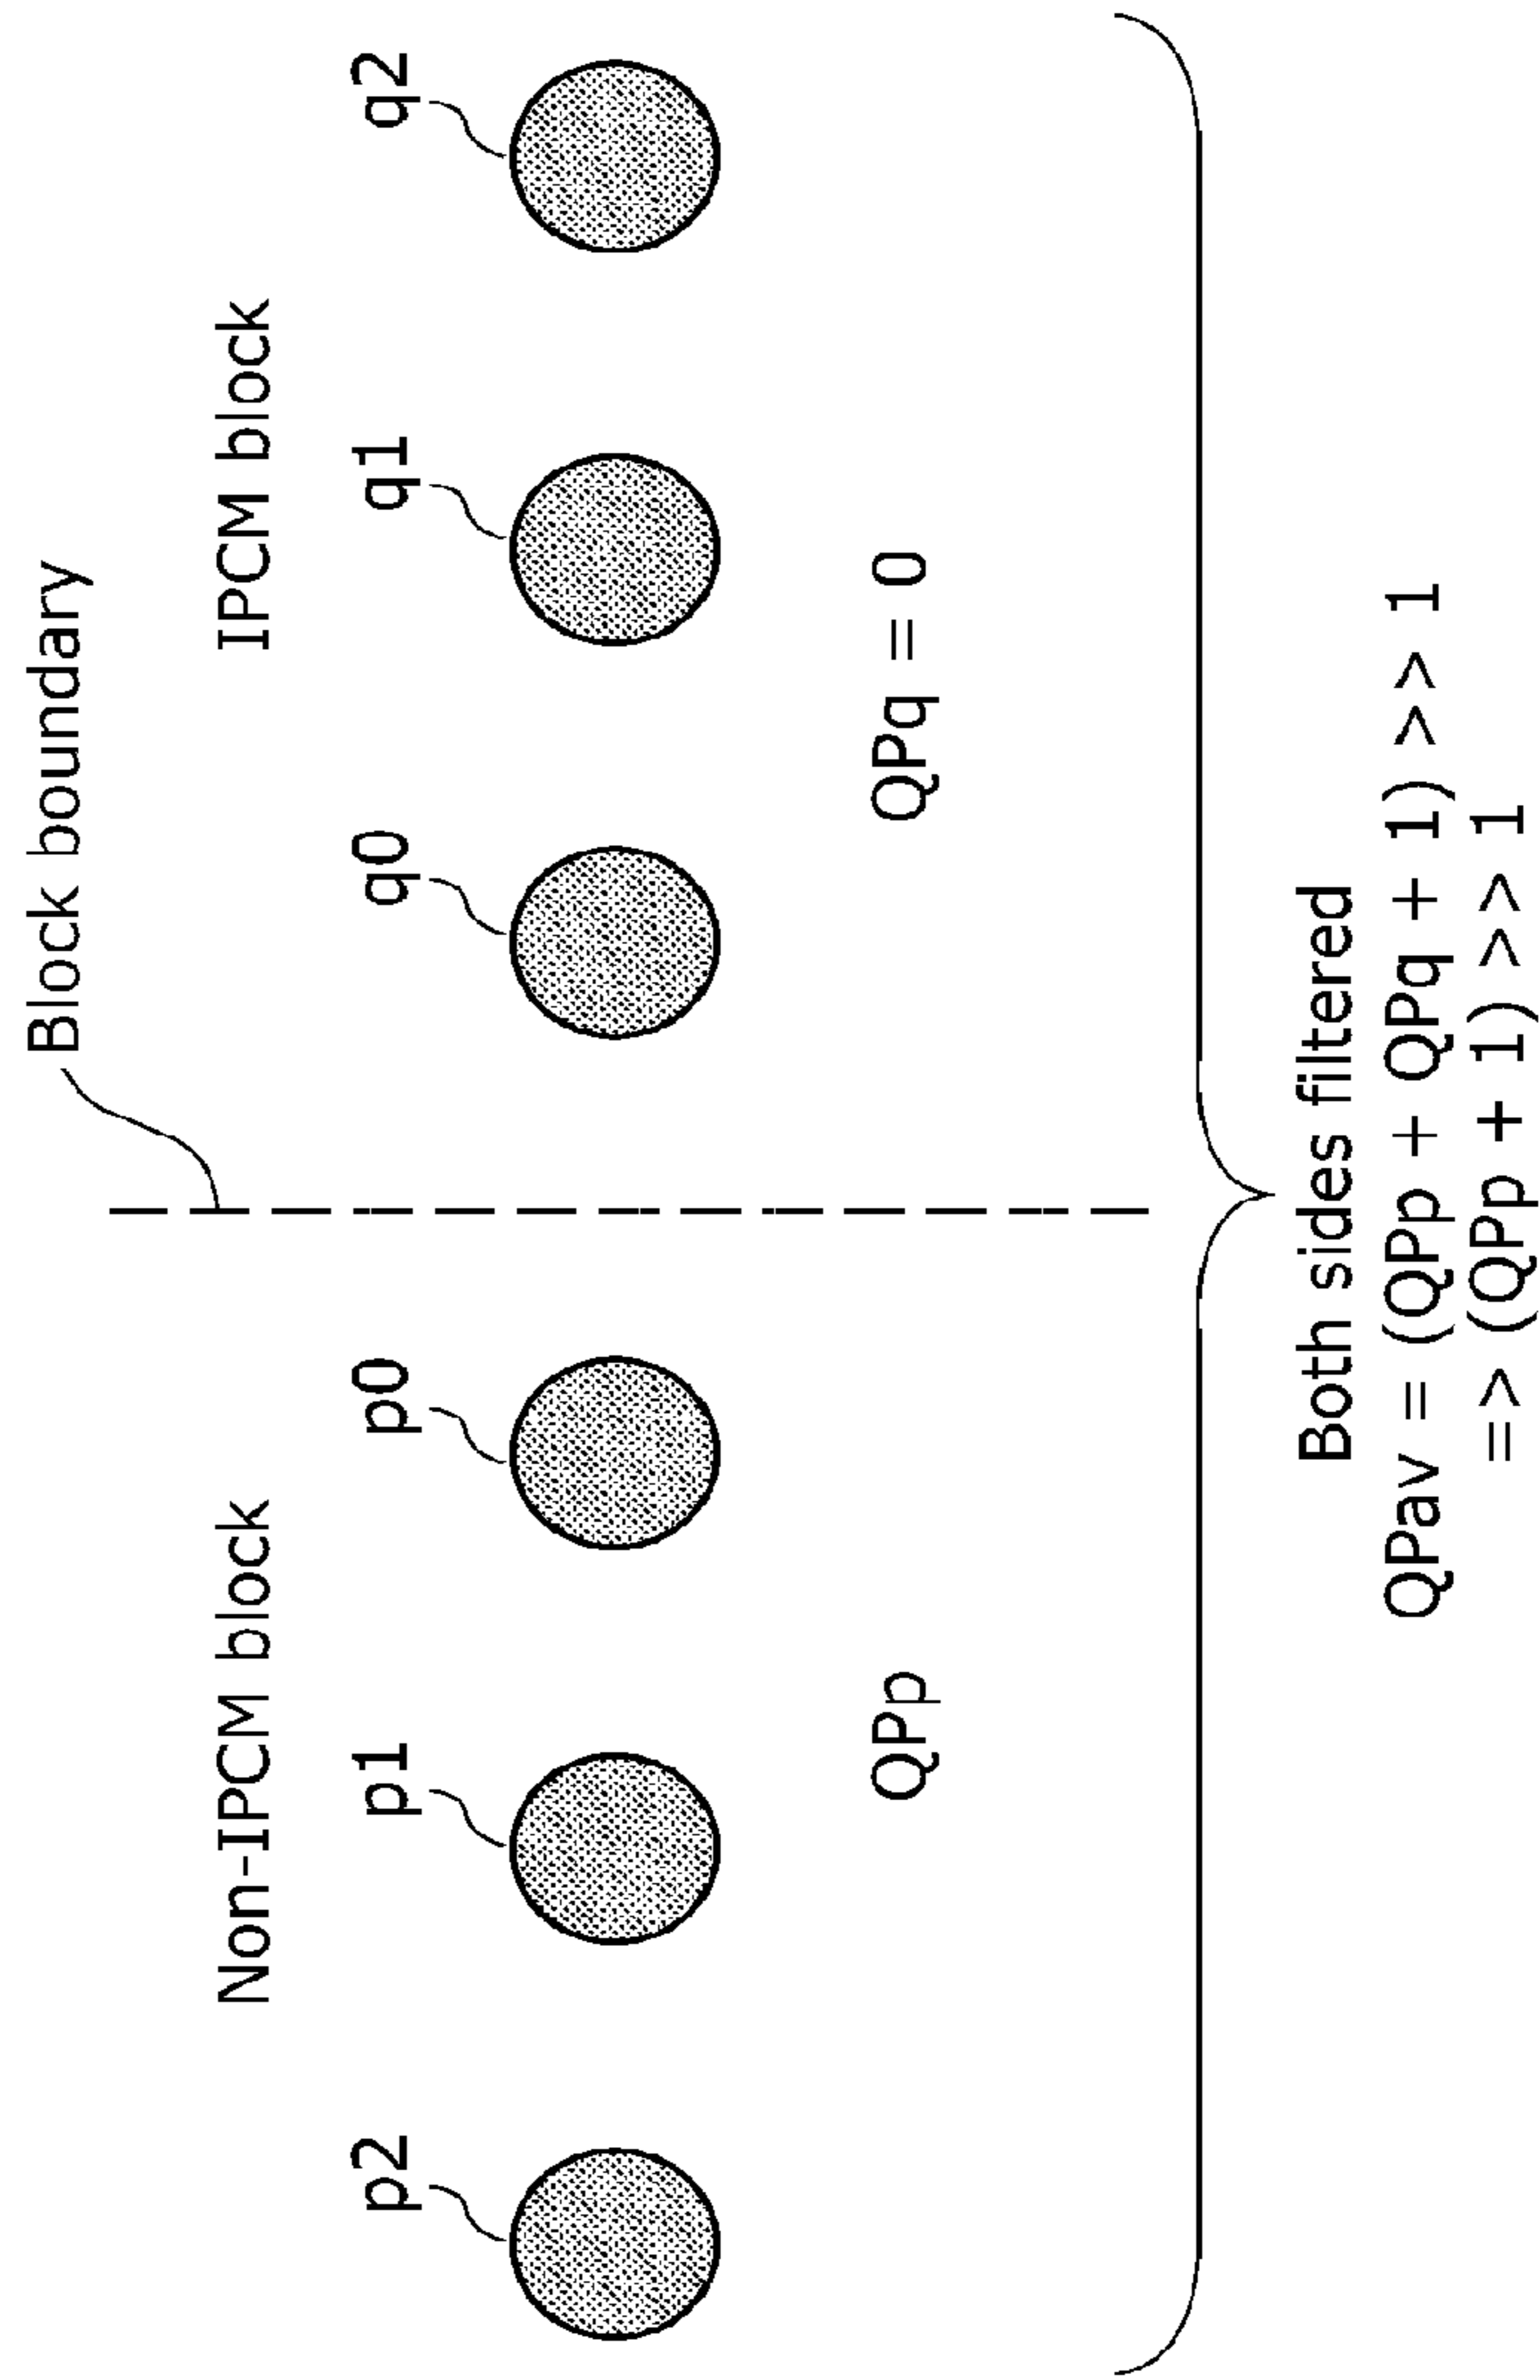 Block boundary
Non-IPCM block
IPCM block
p2
p1
p0
q0
q1
q2
QPp
QPq = 0
Both sides filtered
QPav = (QPp + QPq + 1) >> 1
=> (QPp + 1) >> 1